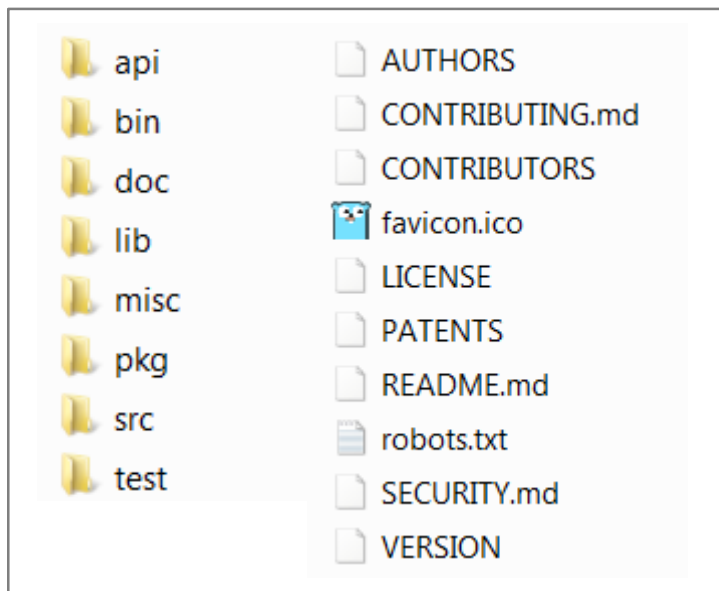 api
bin
doc
lib
misc
pkg
src
test
AUTHORS
CONTRIBUTING.md
CONTRIBUTORS
favicon.ico
LICENSE
PATENTS
README.md
robots.txt
SECURITY.md
VERSION